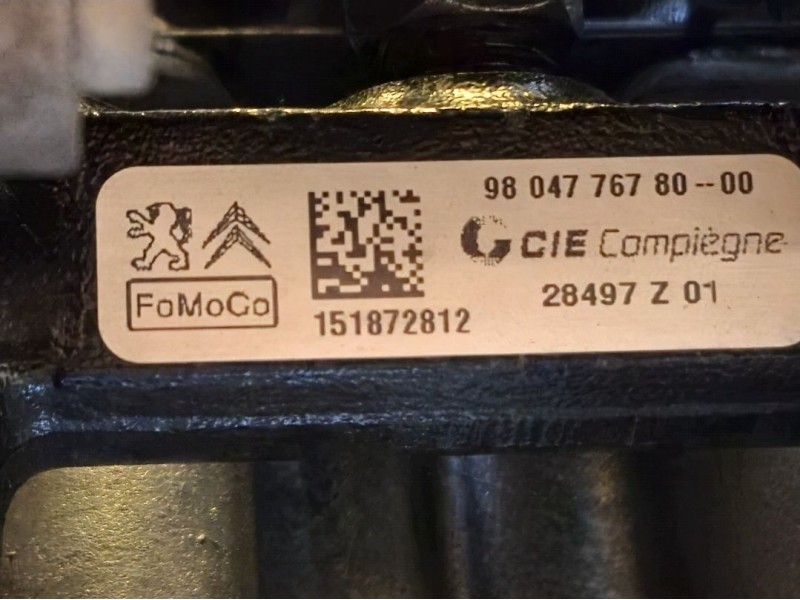 98 047 767 80--00
CIE Compiègne
28497 Z 01
FoMoCo
151872812